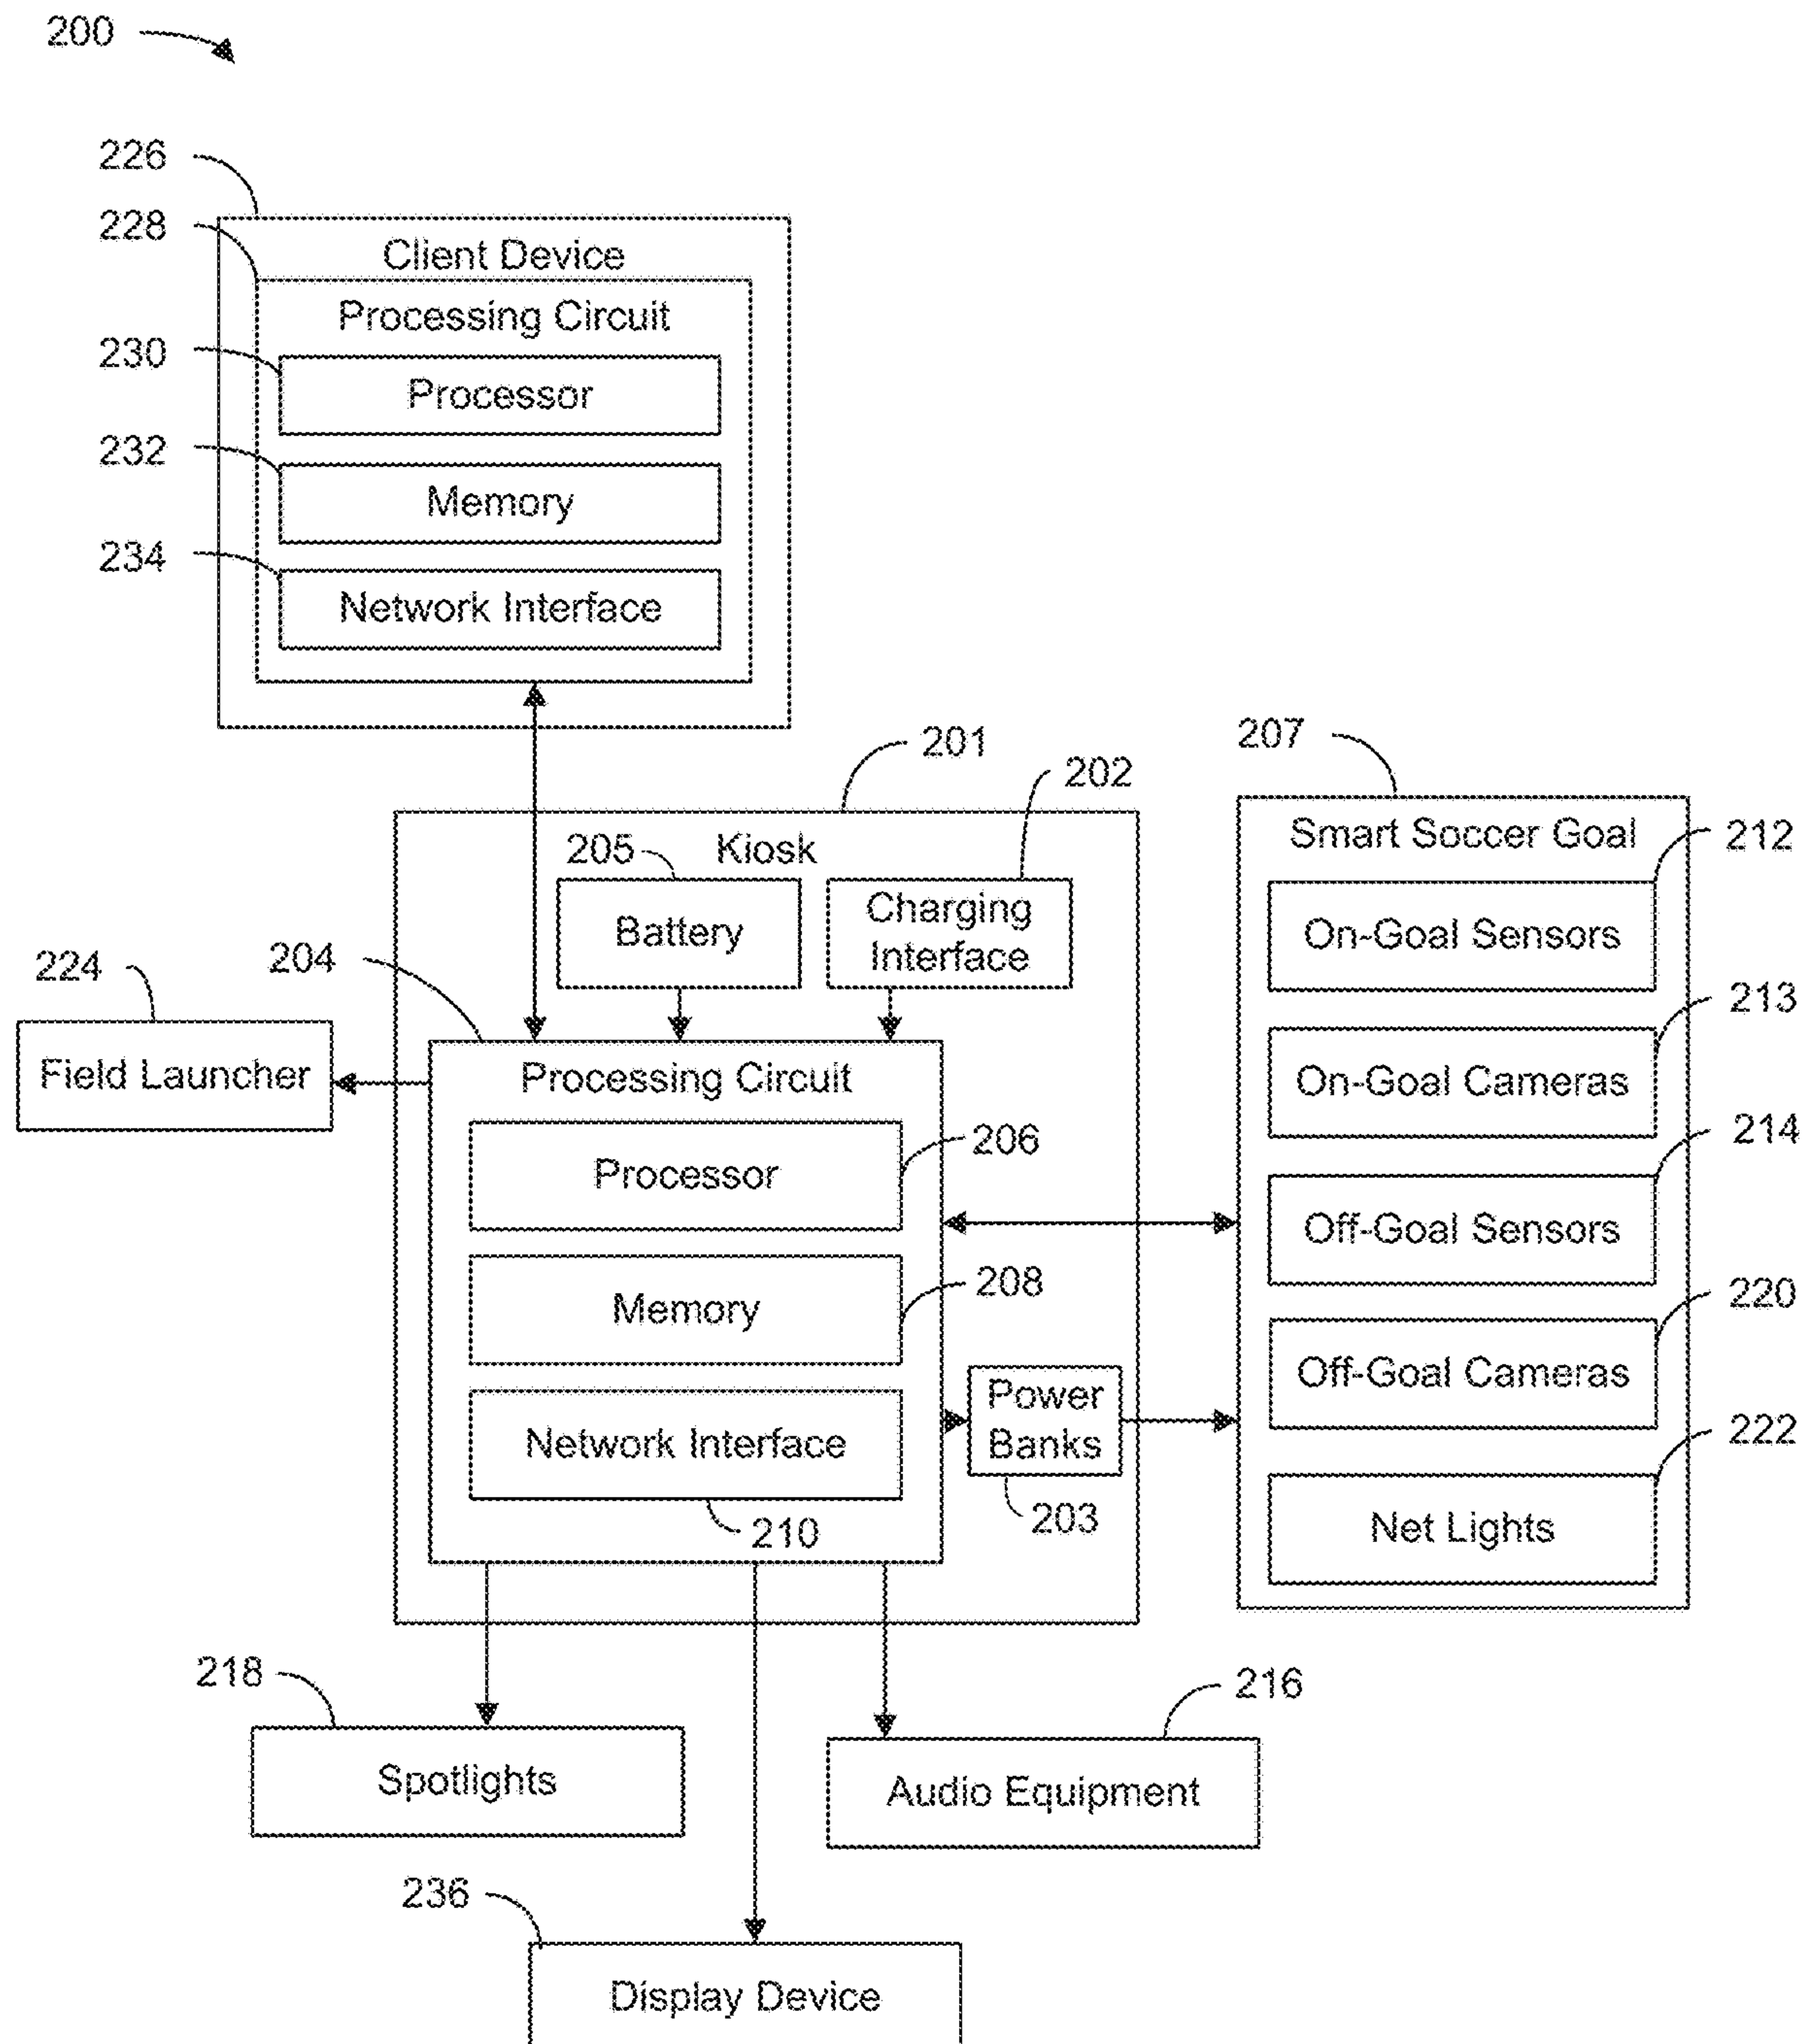 200
226
228
Client Device
Processing Circuit
230
Processor
232
Memory
234
Network Interface
201
202
207
205
Kiosk
Smart Soccer Goal
212
Battery
Charging
Interface
On-Goal Sensors
224
204
213
Field Launcher
Processing Circuit
On-Goal Cameras
206
214
Processor
Off-Goal Sensors
208
220
Memory
Off-Goal Cameras
Power
Banks
222
Network Interface
203
210
Net Lights
218
216
Spotlights
Audio Equipment
236
Display Device